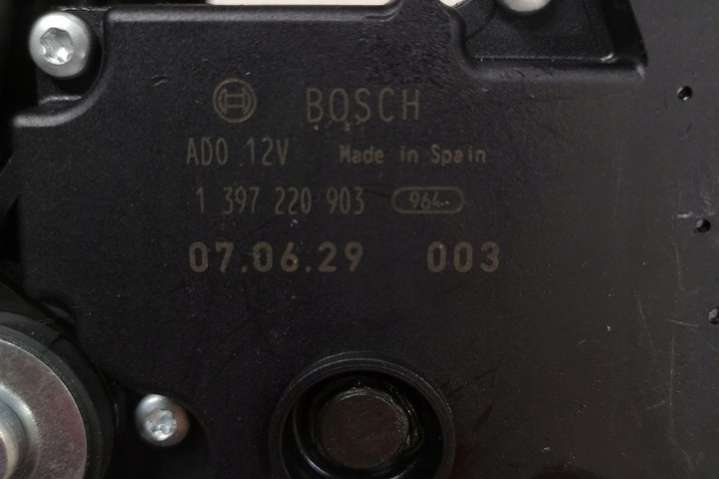 BOSCH
ADO 12V Made in Spain
1 397 220 903 964..
07.06.29 003